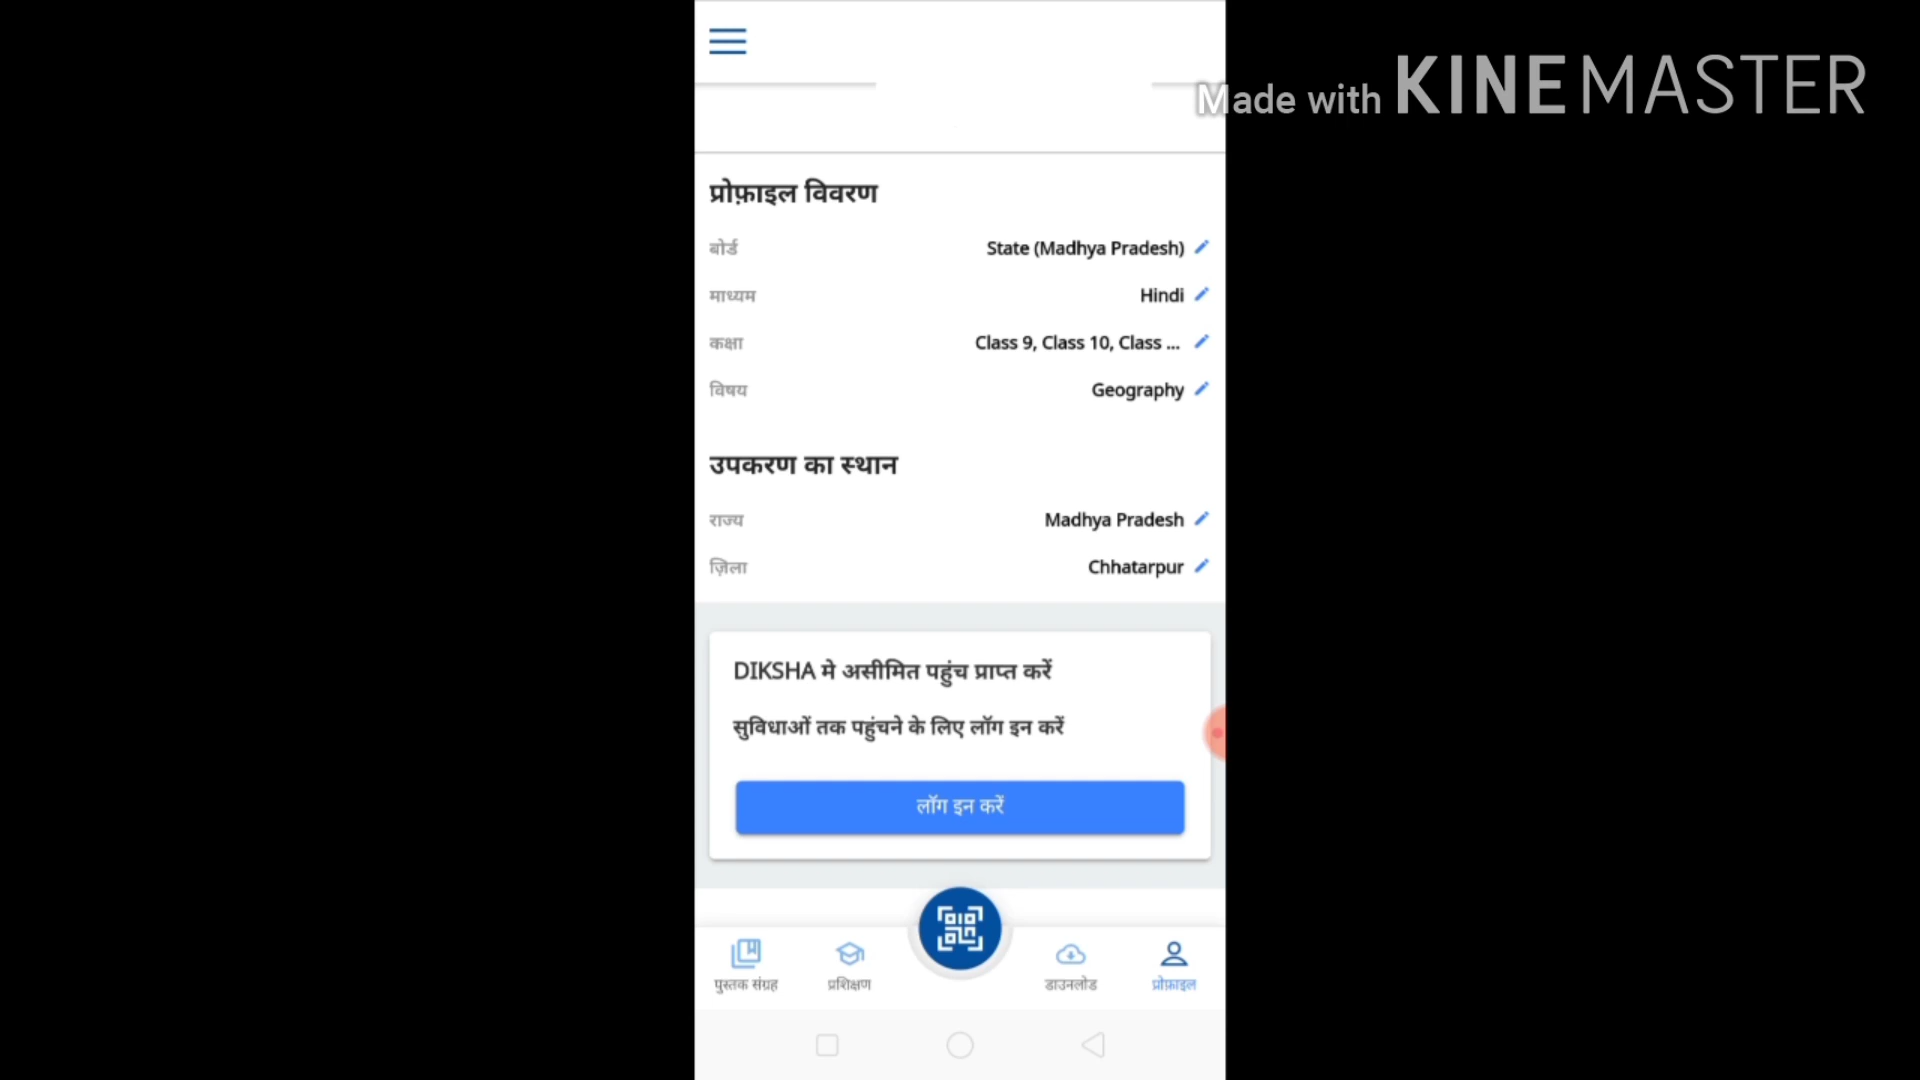 Made with KINEMASTER
प्रोफ़ाइल विवरण
बोर्ड State (Madhya Pradesh)
माध्यम Hindi
कक्षा Class 9, Class 10, Class ...
विषय Geography
उपकरण का स्थान
राज्य Madhya Pradesh
ज़िला Chhatarpur
DIKSHA मे असीमित पहुंच प्राप्त करें
सुविधाओं तक पहुंचने के लिए लॉग इन करें
लॉग इन करें
पुस्तक संग्रह प्रशिक्षण डाउनलोड प्रोफ़ाइल